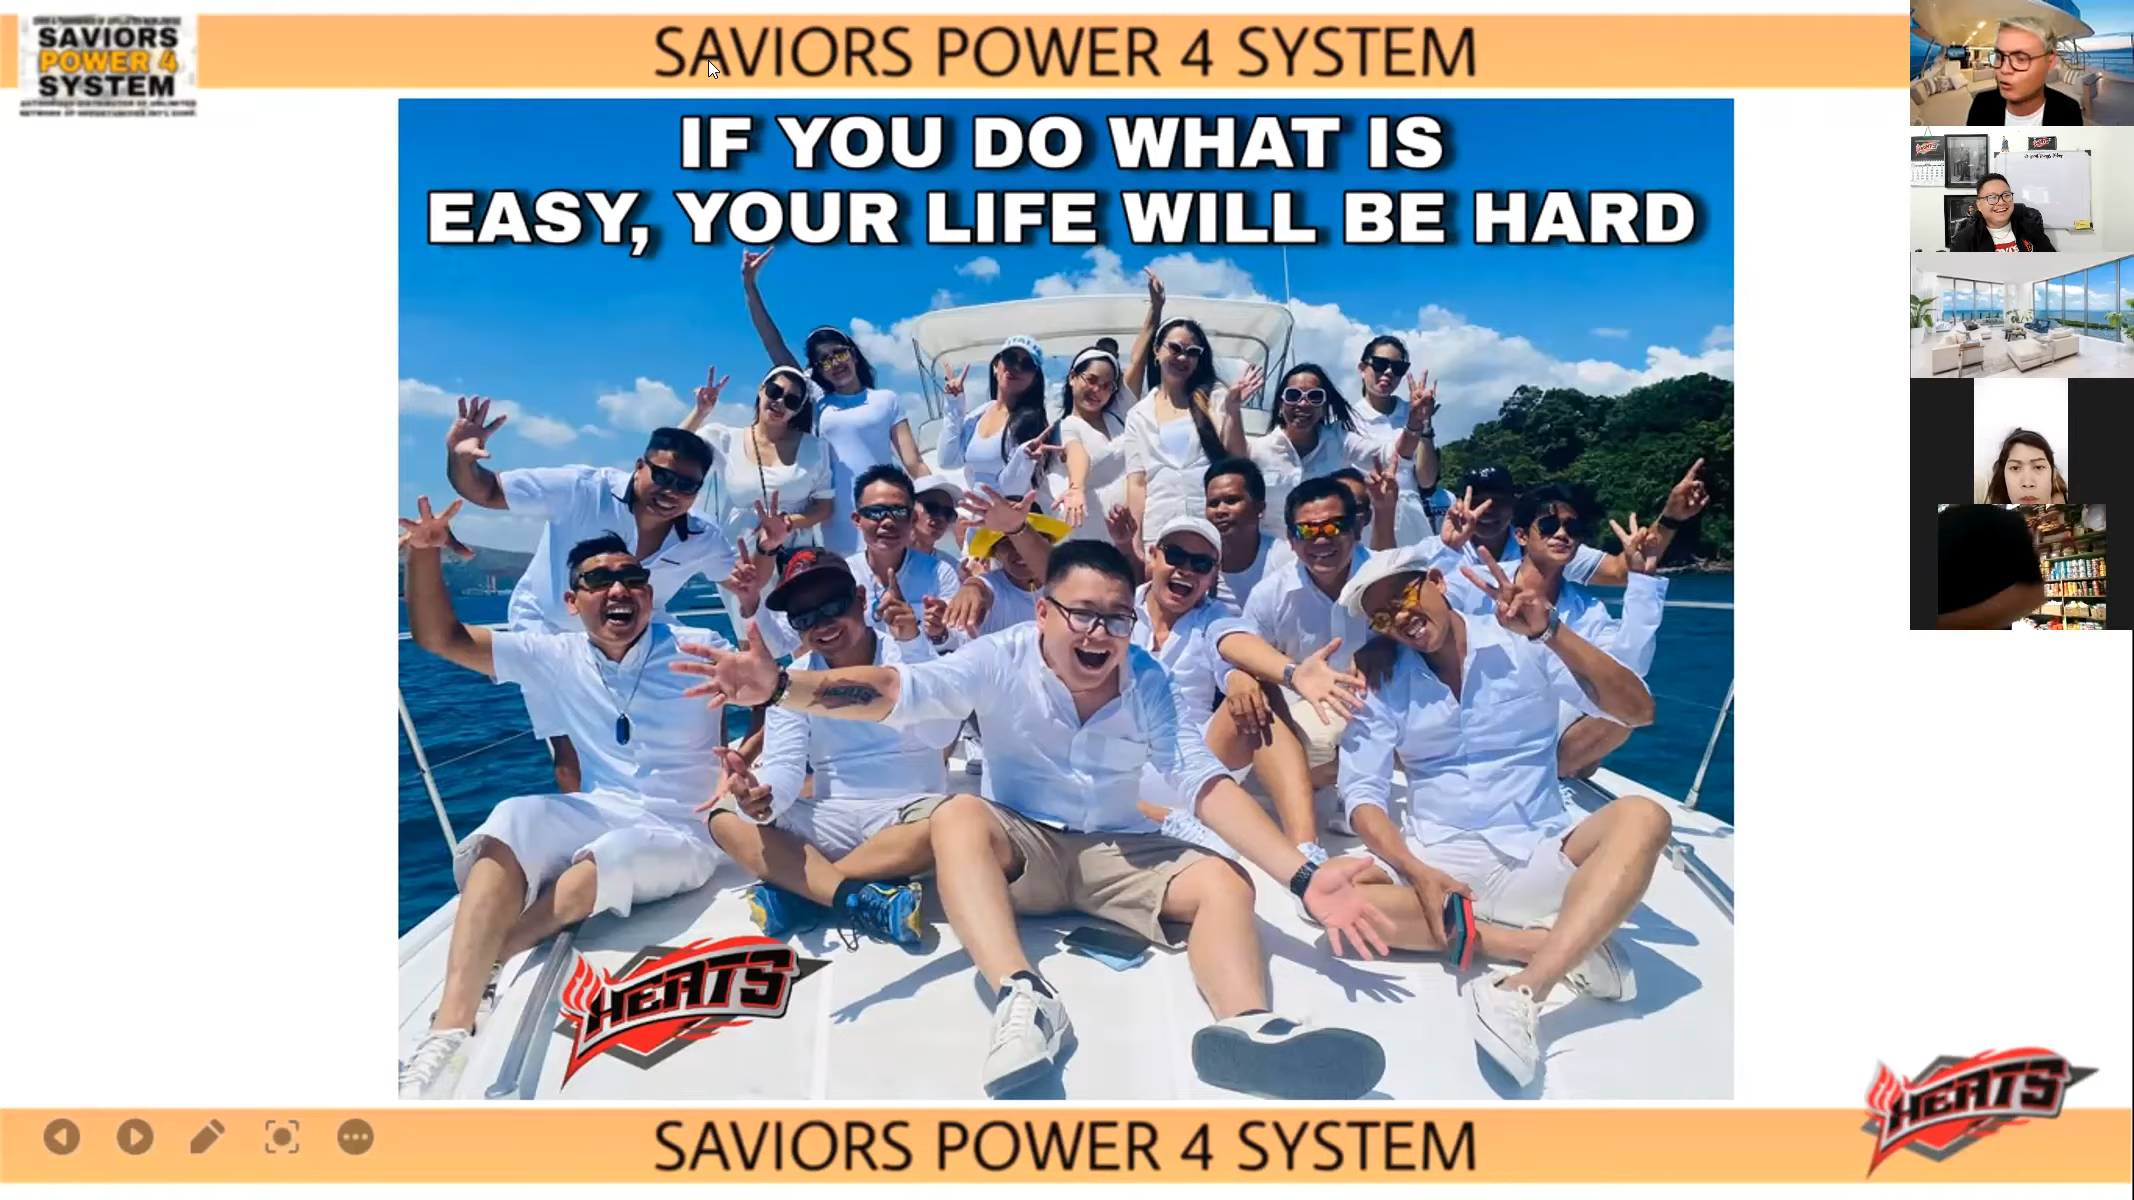 SAVIORS
POWER 4
SYSTEM
SAVIORS POWER 4 SYSTEM
IF YOU DO WHAT IS
EASY, YOUR LIFE WILL BE HARD
HEATS
HEATS
SAVIORS POWER 4 SYSTEM